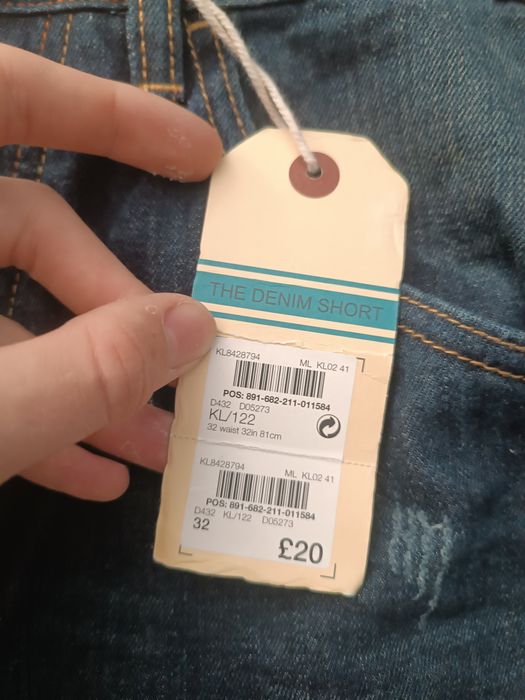 THE DENIM SHORT
KL8428794 ML KL02 41
POS: 891-682-211-011584
D432 D05273
KL/122
32 waist 32in 81cm
KL8428794 ML KL02 41
POS: 891-682-211-011584
D432 KL/122 D05273
32
£20